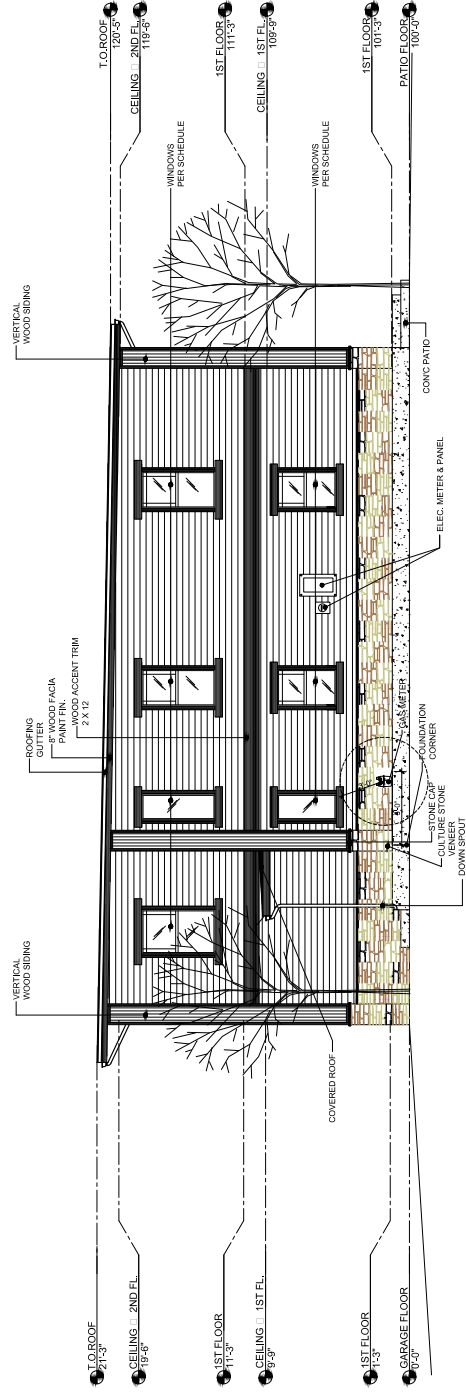 VERTICAL
WOOD SIDING
ROOFING
GUTTER
8" WOOD FACIA
PAINT FIN.
WOOD ACCENT TRIM
2 X 12
VERTICAL
WOOD SIDING
T.O.ROOF
21'-3"
CEILING □ 2ND FL.
19'-6"
1ST FLOOR
11'-3"
CEILING □ 1ST FL.
9'-9"
1ST FLOOR
1'-3"
GARAGE FLOOR
0'-0"
T.O.ROOF
120'-5"
CEILING □ 2ND FL.
119'-6"
1ST FLOOR
111'-3"
CEILING □ 1ST FL.
109'-9"
1ST FLOOR
101'-3"
PATIO FLOOR
100'-0"
WINDOWS
PER SCHEDULE
WINDOWS
PER SCHEDULE
COVERED ROOF
GAS METER
FOUNDATION
CORNER
STONE CAP
CULTURE STONE
VENEER
DOWN SPOUT
ELEC. METER & PANEL
CON'C PATIO